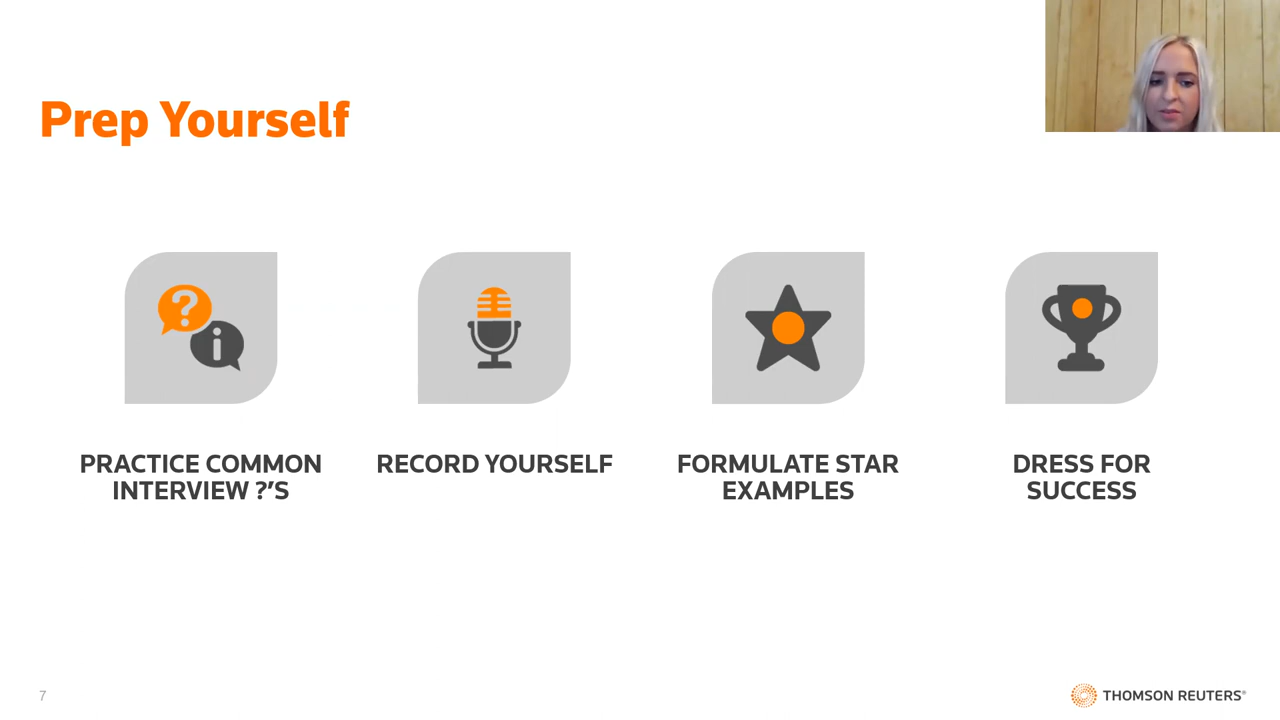 Prep Yourself
?
i
PRACTICE COMMON
INTERVIEW ?’S
RECORD YOURSELF
FORMULATE STAR
EXAMPLES
DRESS FOR
SUCCESS
7
THOMSON REUTERS®